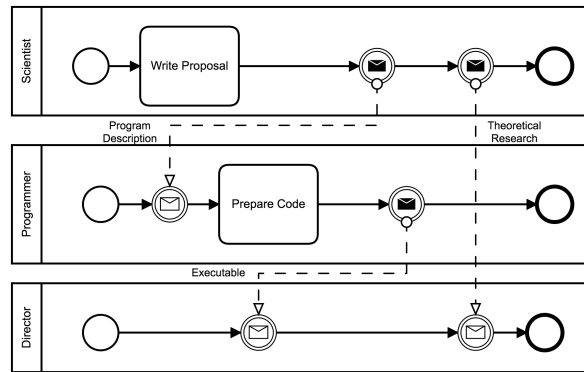 Scientist
Write Proposal
Program
Description
Theoretical
Research
Programmer
Prepare Code
Executable
Director